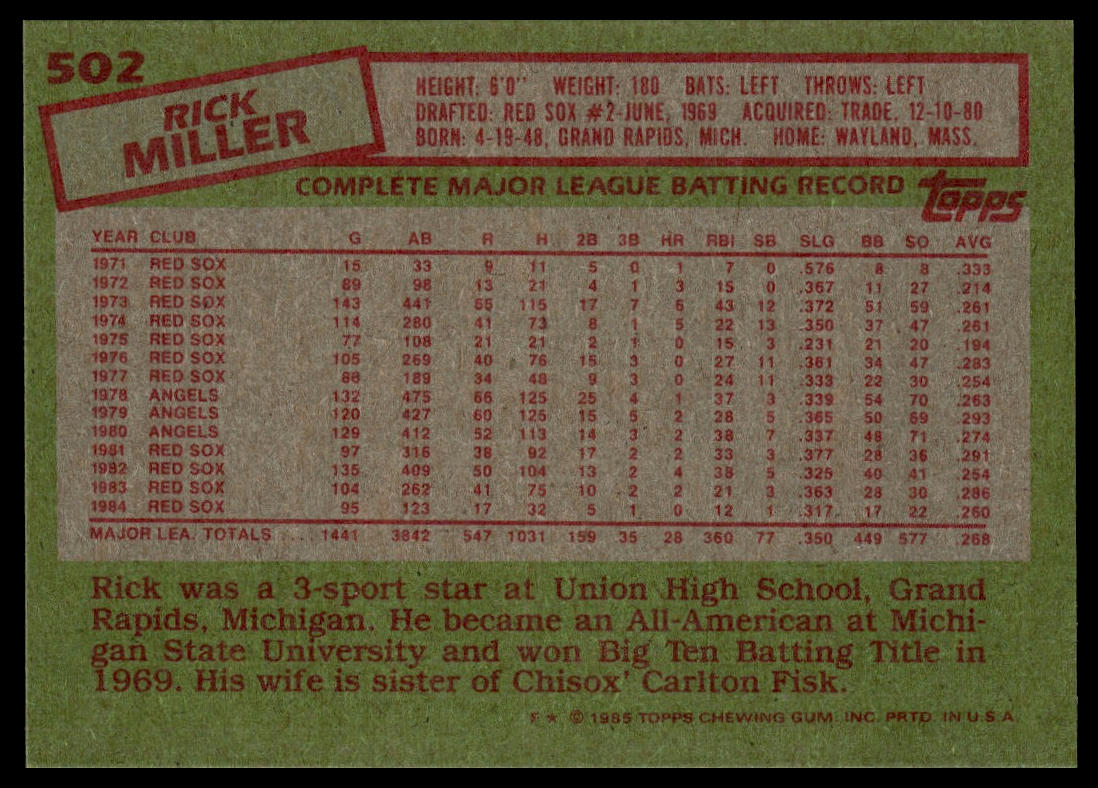 502
RICK
MILLER
HEIGHT: 6'0" WEIGHT: 180 BATS: LEFT THROWS: LEFT
DRAFTED: RED SOX #2-JUNE, 1969 ACQUIRED: TRADE, 12-10-80
BORN: 4-19-48, GRAND RAPIDS, MICH. HOME: WAYLAND, MASS.
COMPLETE MAJOR LEAGUE BATTING RECORD topps
YEAR CLUB G AB R H 2B 3B HR RBI SB SLG BB SO AVG
1971 RED SOX 15 33 9 11 5 0 1 7 0 .576 8 8 .333
1972 RED SOX 89 98 13 21 4 1 3 15 0 .367 11 27 .214
1973 RED SOX 143 441 65 115 17 7 6 43 12 .372 51 59 .261
1974 RED SOX 114 280 41 73 8 1 5 22 13 .350 37 47 .261
1975 RED SOX 77 108 21 21 2 1 0 15 3 .231 21 20 .194
1976 RED SOX 105 269 40 76 15 3 0 27 11 .361 34 47 .283
1977 RED SOX 86 189 34 48 9 3 0 24 11 .333 22 30 .254
1978 ANGELS 132 475 66 125 25 4 1 37 3 .339 54 70 .263
1979 ANGELS 120 427 60 125 15 5 2 28 5 .365 50 69 .293
1980 ANGELS 129 412 52 113 14 3 2 38 7 .337 48 71 .274
1981 RED SOX 97 316 38 92 17 2 2 33 3 .377 28 36 .291
1982 RED SOX 135 409 50 104 13 2 4 38 5 .325 40 41 .254
1983 RED SOX 104 262 41 75 10 2 2 21 3 .363 28 30 .286
1984 RED SOX 95 123 17 32 5 1 0 12 1 .317 17 22 .260
MAJOR LEA. TOTALS .... 1441 3842 547 1031 159 35 28 360 77 .350 449 577 .268
Rick was a 3-sport star at Union High School, Grand
Rapids, Michigan. He became an All-American at Michi-
gan State University and won Big Ten Batting Title in
1969. His wife is sister of Chisox' Carlton Fisk.
F ★ © 1985 TOPPS CHEWING GUM, INC. PRTD. IN U.S.A.